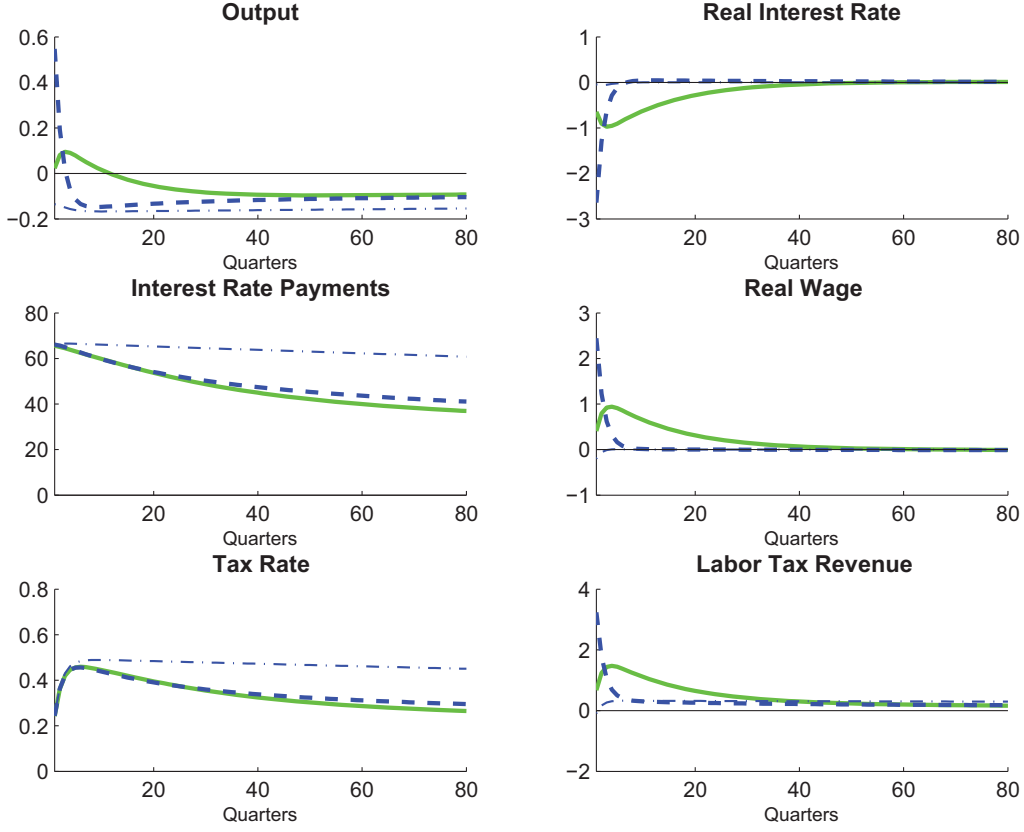 Output
0.6
0.4
0.2
0
−0.2
20 40 60 80
Quarters
Real Interest Rate
1
0
−1
−2
−3
20 40 60 80
Quarters
Interest Rate Payments
80
60
40
20
0
20 40 60 80
Quarters
Real Wage
3
2
1
0
−1
20 40 60 80
Quarters
Tax Rate
0.8
0.6
0.4
0.2
0
20 40 60 80
Quarters
Labor Tax Revenue
4
2
0
−2
20 40 60 80
Quarters